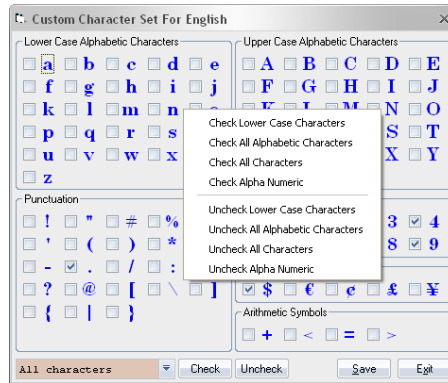 Custom Character Set For English
Lower Case Alphabetic Characters
a b c d e
f g h i j
k l m n o
p q r s
u v w x
z
Upper Case Alphabetic Characters
A B C D E
F G H I J
K L M N O
S T
X Y
Check Lower Case Characters
Check All Alphabetic Characters
Check All Characters
Check Alpha Numeric
Uncheck Lower Case Characters
Uncheck All Alphabetic Characters
Uncheck All Characters
Uncheck Alpha Numeric
Punctuation
! " # %
' ( ) *
- . / :
? @ [ \ ]
{ | }
3 4
8 9
$ € ¢ £ ¥
Arithmetic Symbols
+ < = >
All characters
Check
Uncheck
Save
Exit